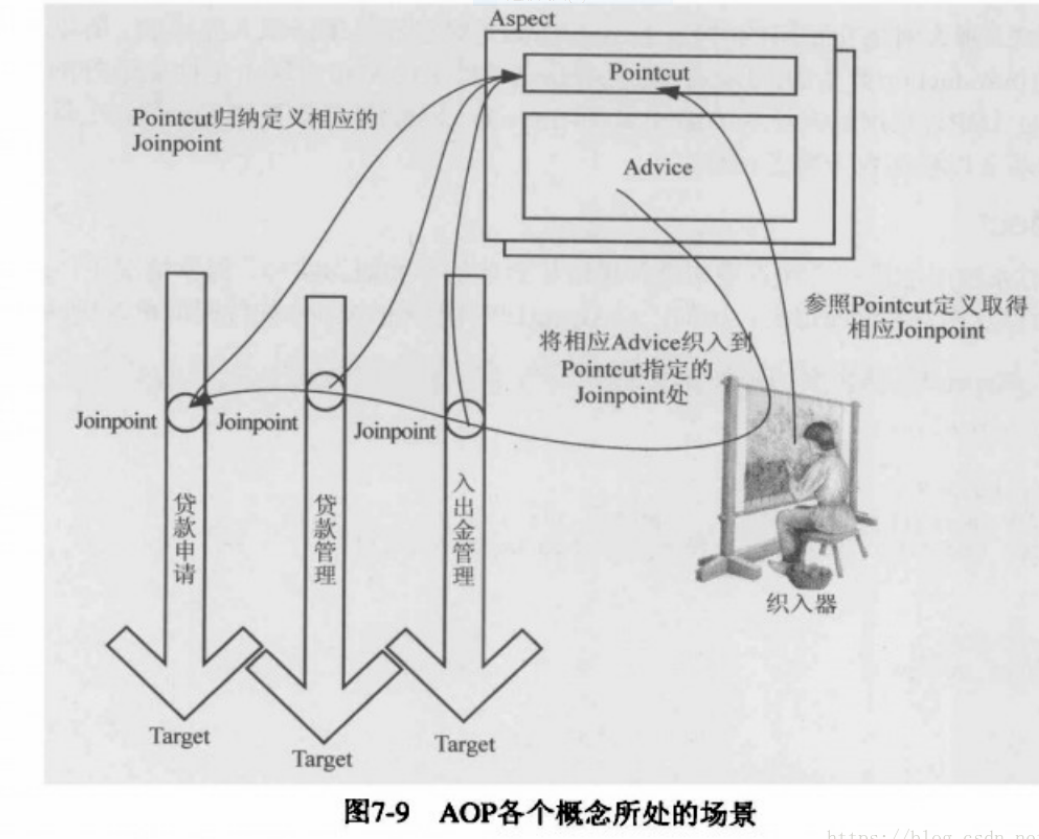 Aspect
Pointcut
Pointcut归纳定义相应的
Joinpoint
Advice
参照Pointcut定义取得
相应Joinpoint
将相应Advice织入到
Pointcut指定的
Joinpoint处
Joinpoint
Joinpoint
Joinpoint
贷款申请
贷款管理
入出金管理
织入器
Target
Target
Target
图7-9 AOP各个概念所处的场景